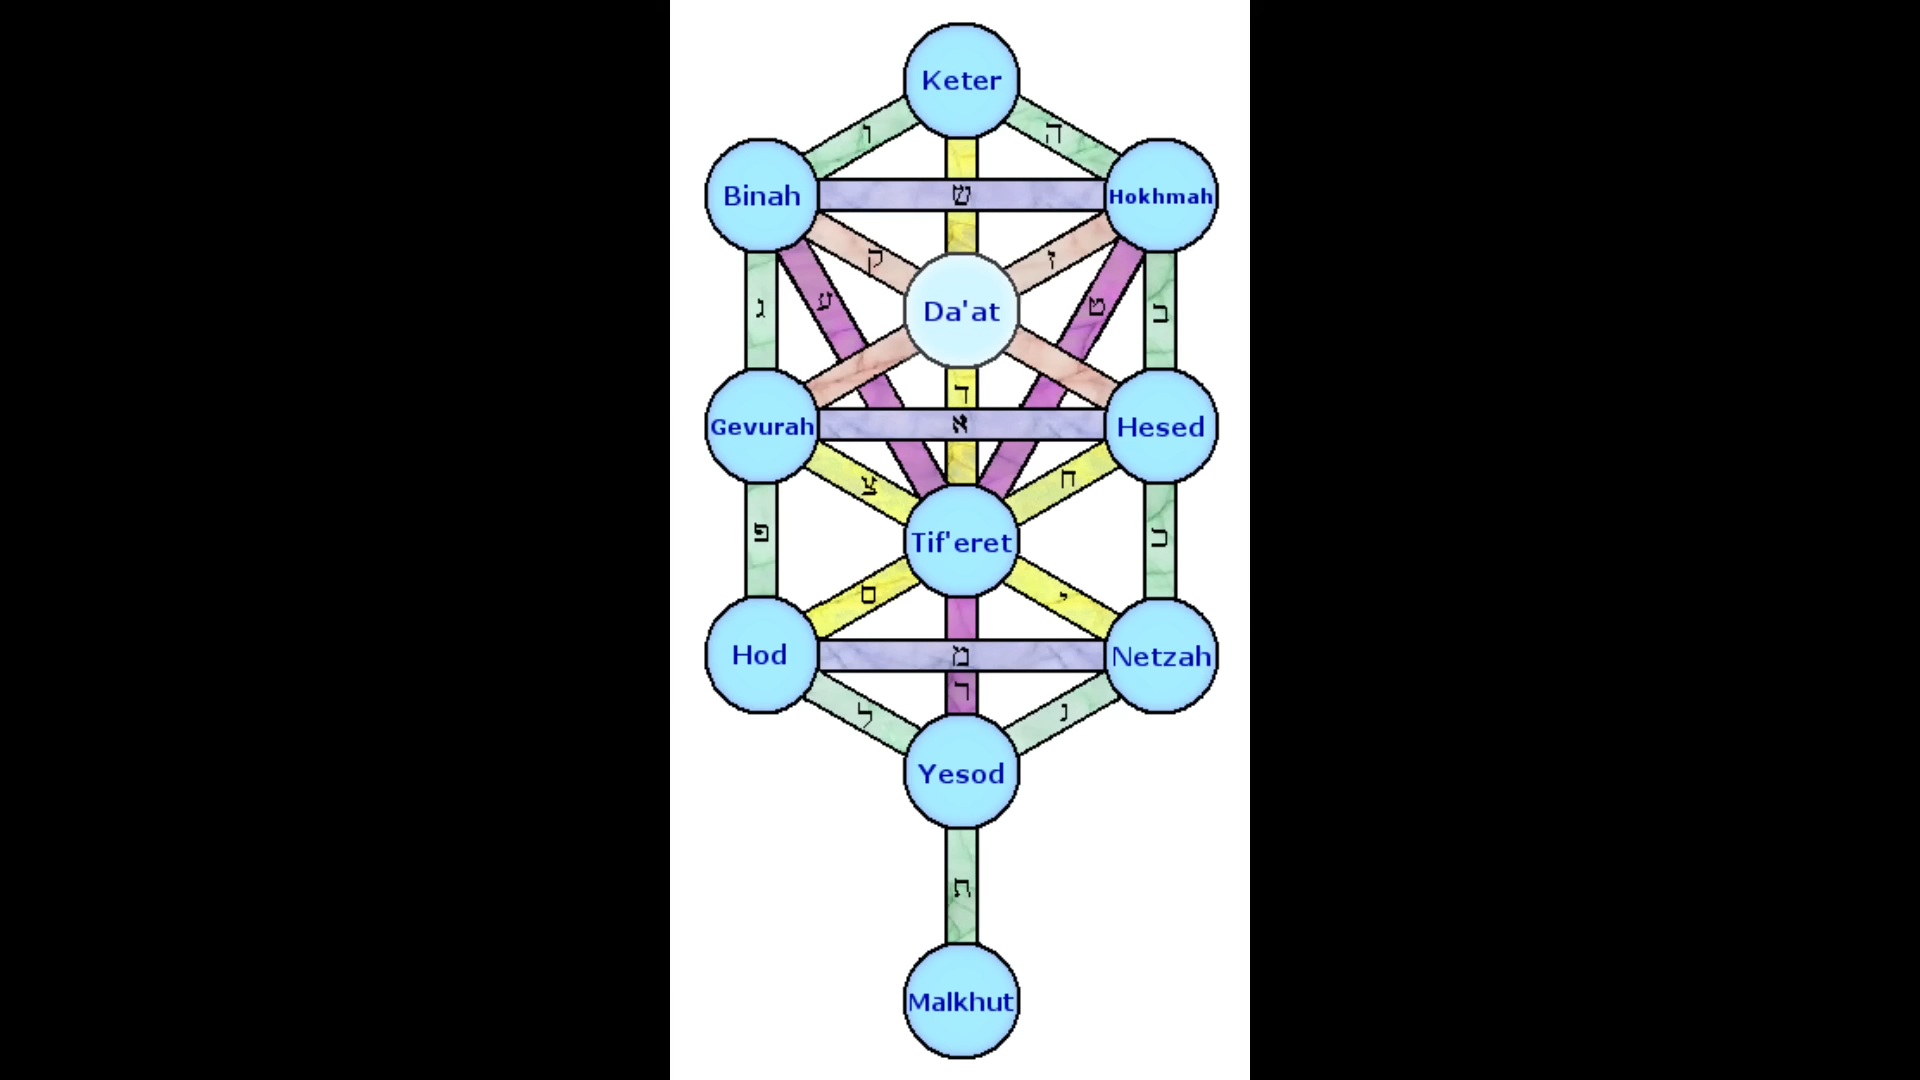 Keter
ו
ה
Binah
ש
Hokhmah
ק
ז
ג
ע
Da'at
ט
ב
ד
Gevurah
א
Hesed
צ
ח
פ
Tif'eret
כ
ס
י
Hod
מ
Netzah
ר
ל
נ
Yesod
ת
Malkhut